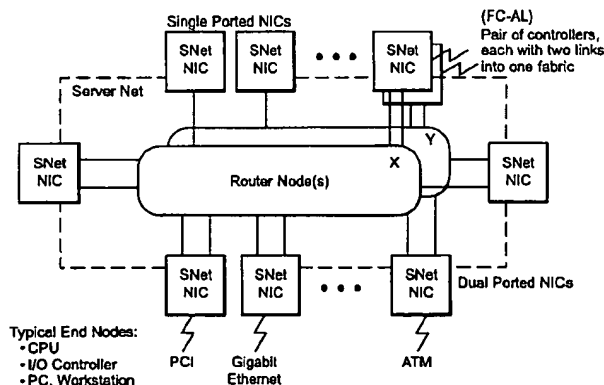 Single Ported NICs
(FC-AL)
Pair of controllers,
each with two links
into one fabric
SNet
NIC
SNet
NIC
SNet
NIC
Server Net
Y
X
SNet
NIC
Router Node(s)
SNet
NIC
SNet
NIC
SNet
NIC
SNet
NIC
Dual Ported NICs
Typical End Nodes:
• CPU
• I/O Controller
• PC, Workstation
PCI
Gigabit
Ethernet
ATM